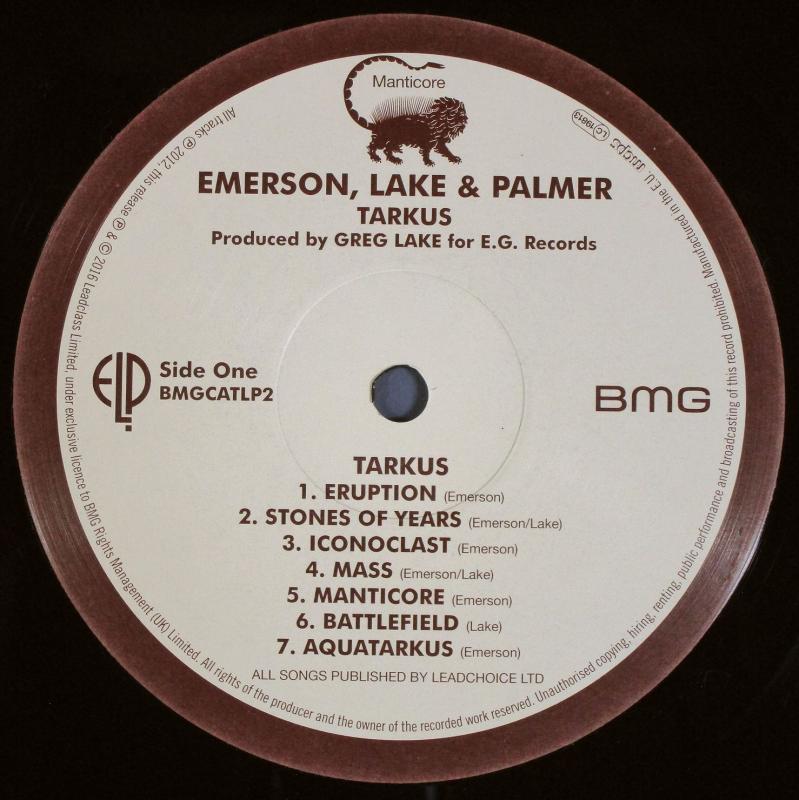 Manticore
EMERSON, LAKE & PALMER
TARKUS
Produced by GREG LAKE for E.G. Records
ELP
Side One
BMGCATLP2
BMG
TARKUS
1. ERUPTION (Emerson)
2. STONES OF YEARS (Emerson/Lake)
3. ICONOCLAST (Emerson)
4. MASS (Emerson/Lake)
5. MANTICORE (Emerson)
6. BATTLEFIELD (Lake)
7. AQUATARKUS (Emerson)
ALL SONGS PUBLISHED BY LEADCHOICE LTD
All tracks ℗ 2012, this release ℗ & © 2016 Leadclass Limited, under exclusive licence to BMG Rights Management (UK) Limited. All rights of the producer and the owner of the recorded work reserved. Unauthorised copying, hiring, renting, public performance and broadcasting of this record prohibited. Manufactured in the E.U.
LC 19813